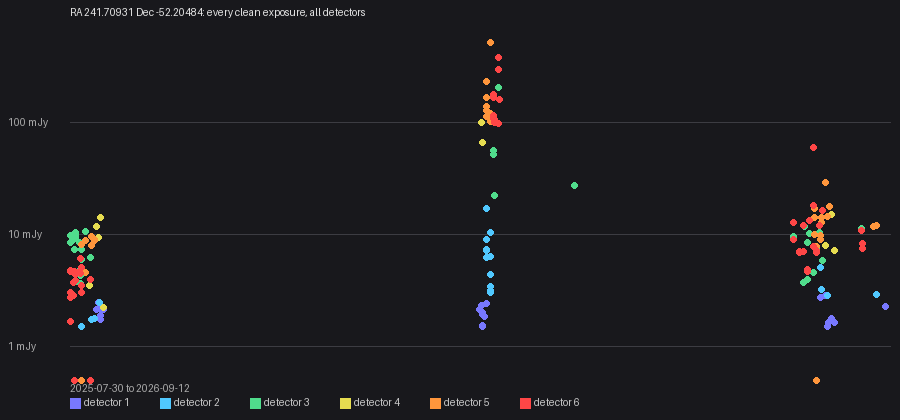 RA 241.70931 Dec -52.20484: every clean exposure, all detectors
100 mJy
10 mJy
1 mJy
2025-07-30 to 2026-09-12
detector 1
detector 2
detector 3
detector 4
detector 5
detector 6